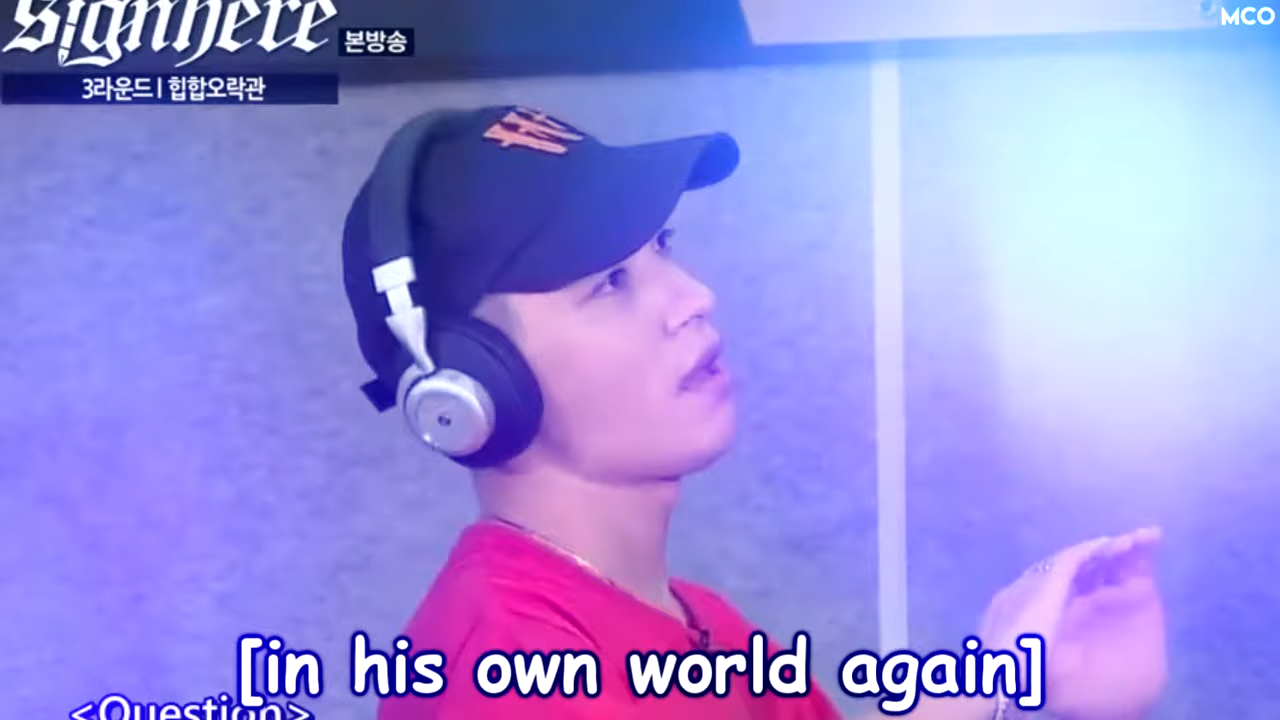 Signhere
본방송
MCO
3라운드 | 힙합오락관
[in his own world again]
<Question>